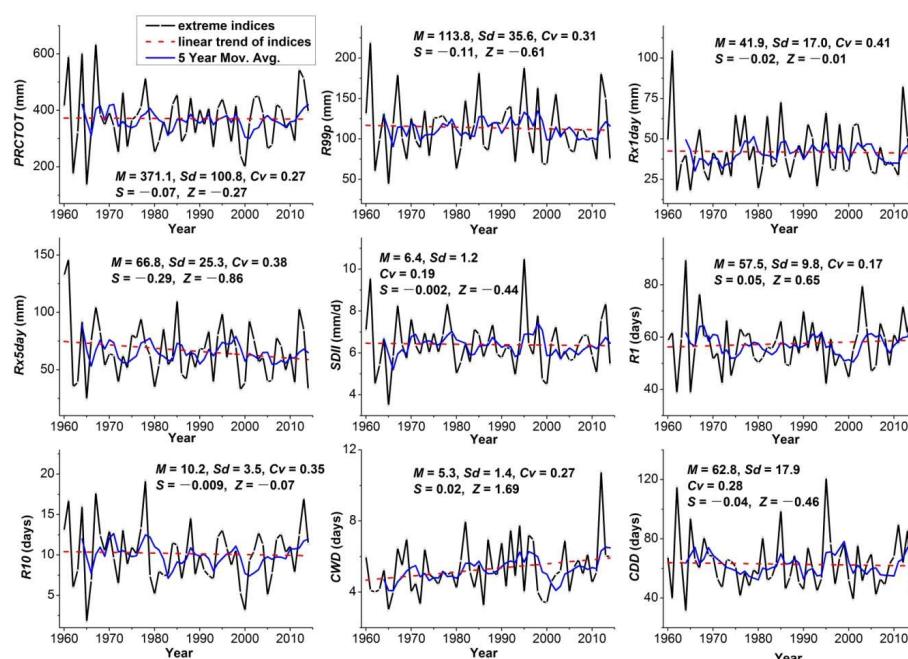 extreme indices
linear trend of indices
5 Year Mov. Avg.
600
400
200
PRCTOT (mm)
M = 371.1, Sd = 100.8, Cv = 0.27
S = −0.07, Z = −0.27
1960 1970 1980 1990 2000 2010
Year
200
150
100
50
R99p (mm)
M = 113.8, Sd = 35.6, Cv = 0.31
S = −0.11, Z = −0.61
1960 1970 1980 1990 2000 2010
Year
100
75
50
25
Rx1day (mm)
M = 41.9, Sd = 17.0, Cv = 0.41
S = −0.02, Z = −0.01
1960 1970 1980 1990 2000 2010
Year
150
100
50
Rx5day (mm)
M = 66.8, Sd = 25.3, Cv = 0.38
S = −0.29, Z = −0.86
1960 1970 1980 1990 2000 2010
Year
10
8
6
4
SDII (mm/d)
M = 6.4, Sd = 1.2
Cv = 0.19
S = −0.002, Z = −0.44
1960 1970 1980 1990 2000 2010
Year
100
80
60
40
R1 (days)
M = 57.5, Sd = 9.8, Cv = 0.17
S = 0.05, Z = 0.65
1960 1970 1980 1990 2000 2010
Year
20
15
10
5
R10 (days)
M = 10.2, Sd = 3.5, Cv = 0.35
S = −0.009, Z = −0.07
1960 1970 1980 1990 2000 2010
Year
12
8
4
CWD (days)
M = 5.3, Sd = 1.4, Cv = 0.27
S = 0.02, Z = 1.69
1960 1970 1980 1990 2000 2010
Year
120
80
40
CDD (days)
M = 62.8, Sd = 17.9
Cv = 0.28
S = −0.04, Z = −0.46
1960 1970 1980 1990 2000 2010
Year